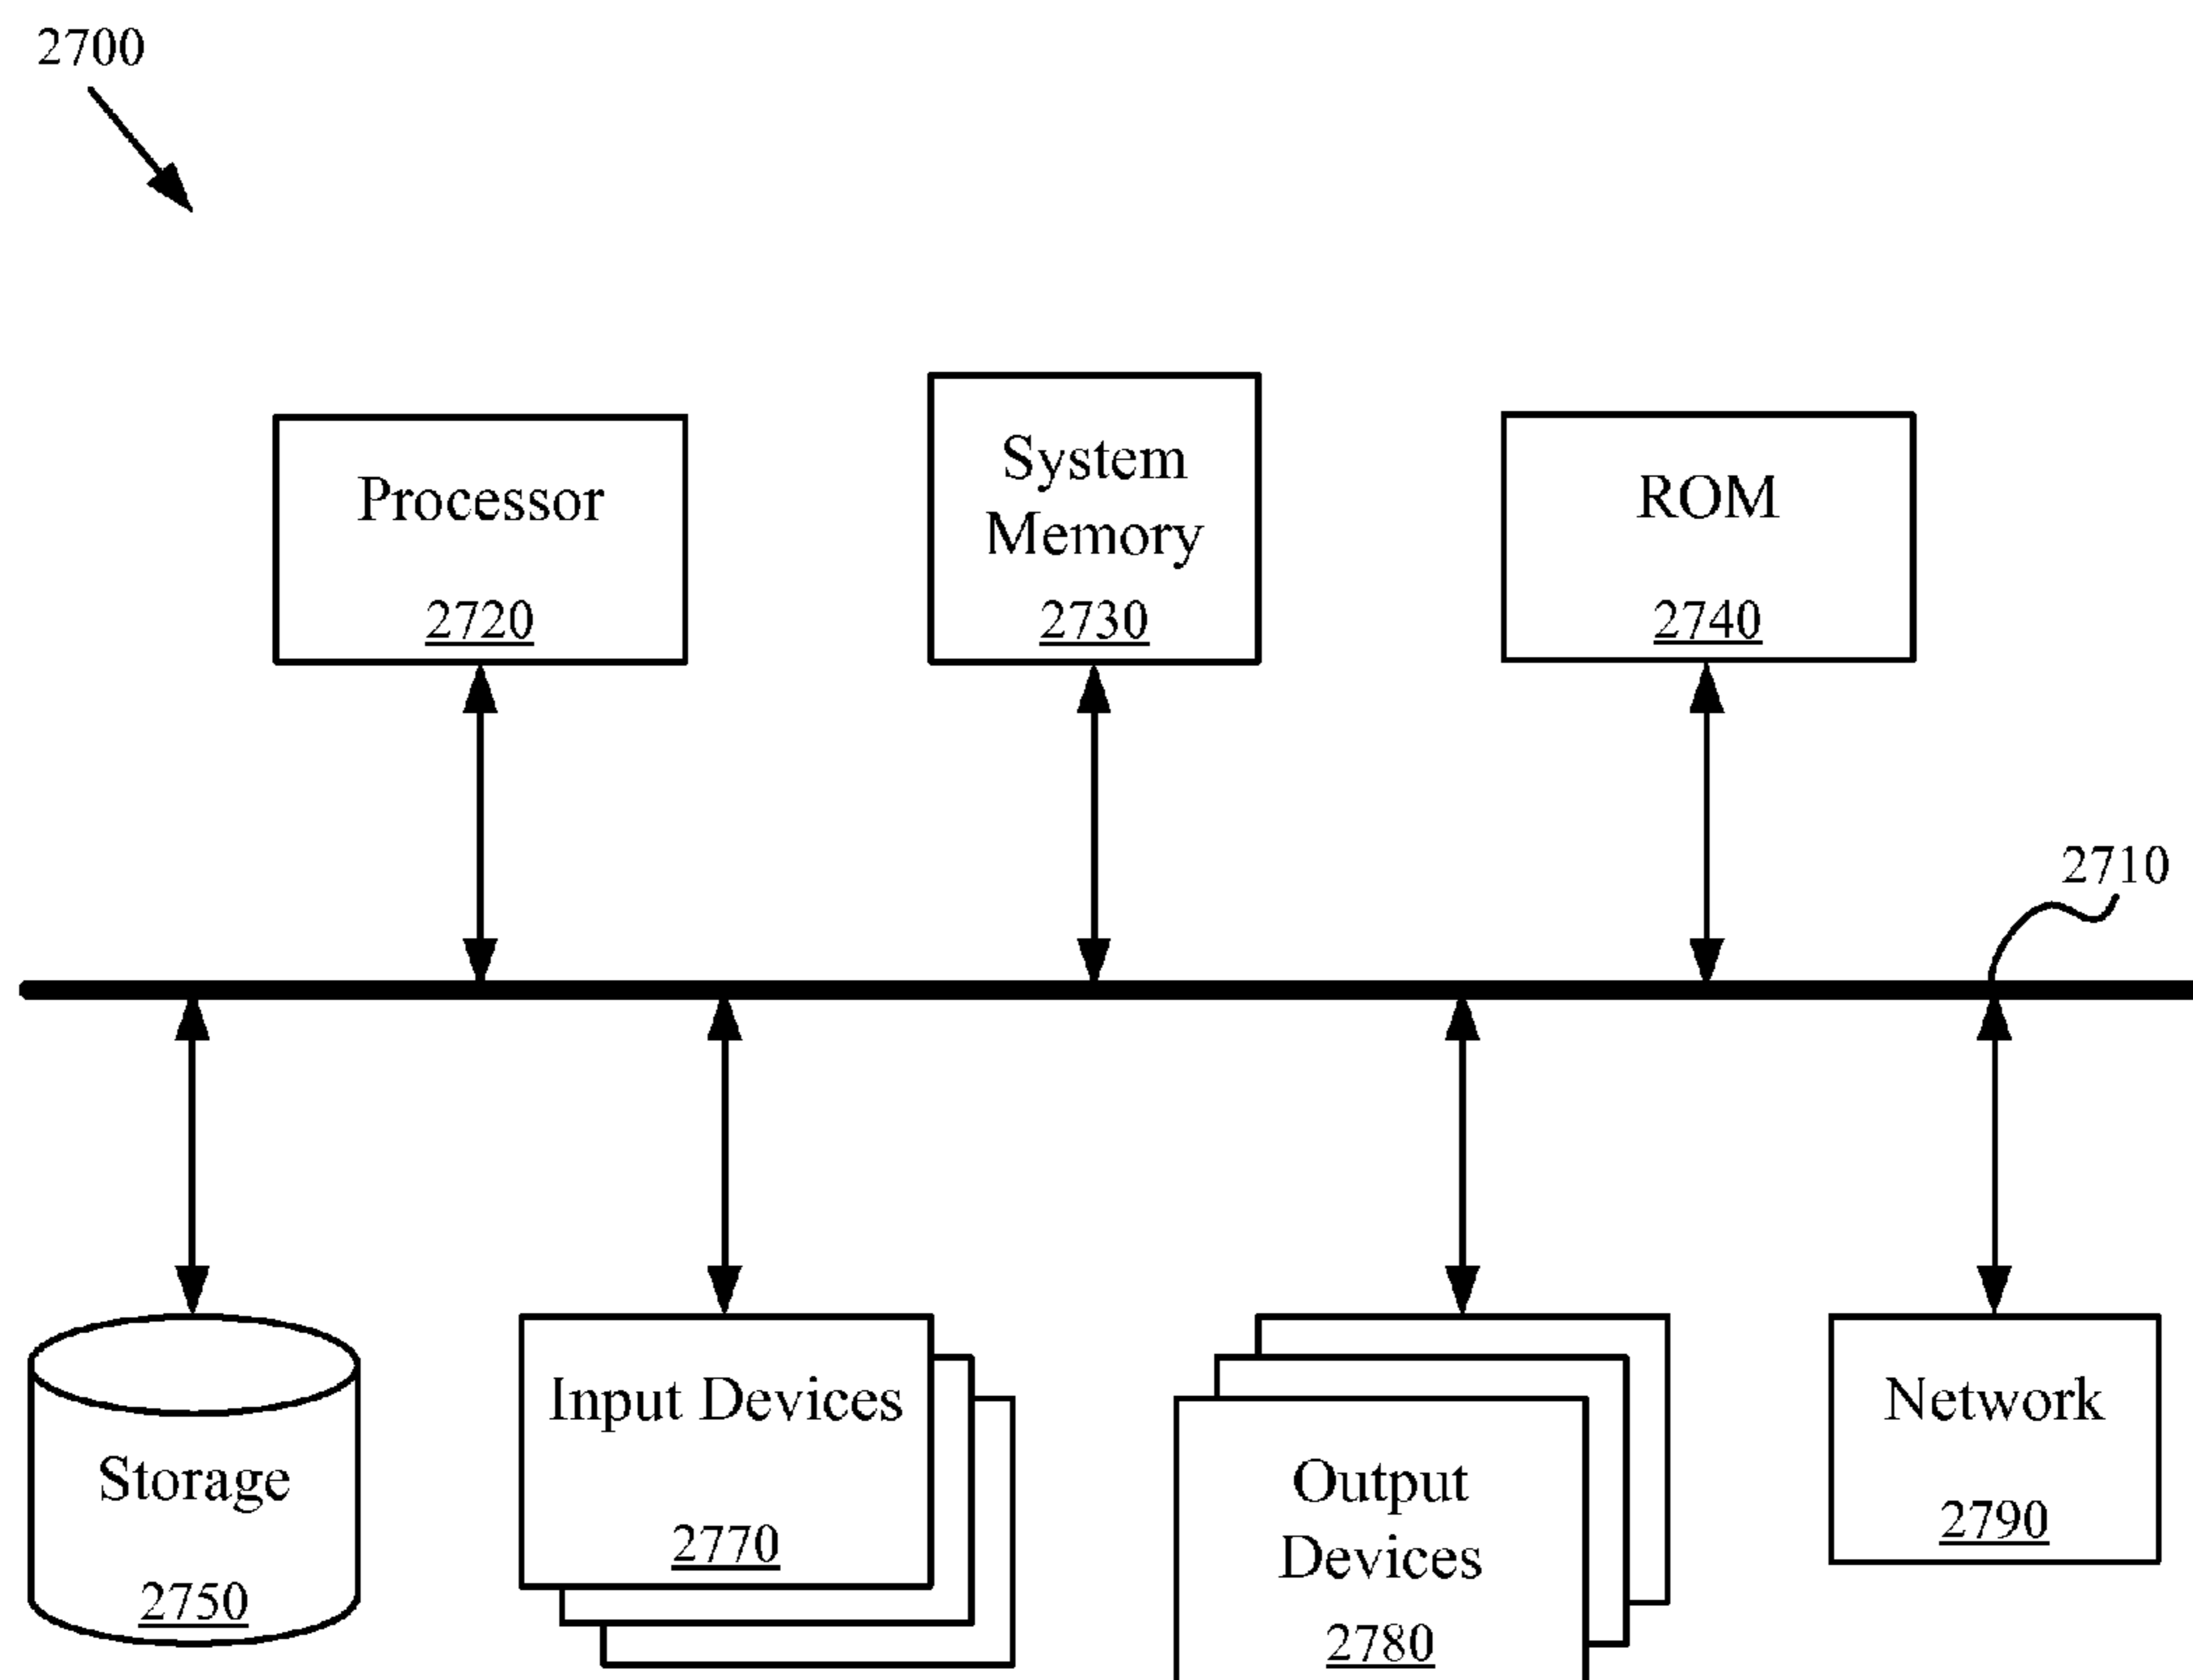 2700
Processor
2720
System
Memory
2730
ROM
2740
2710
Storage
2750
Input Devices
2770
Output
Devices
2780
Network
2790